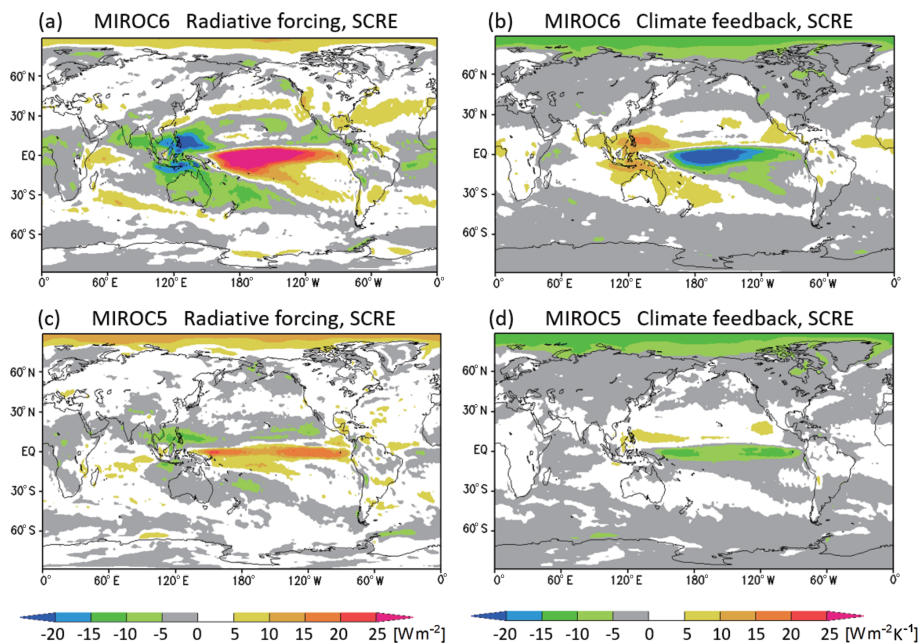 (a) MIROC6 Radiative forcing, SCRE
(b) MIROC6 Climate feedback, SCRE
60°N
30°N
EQ
30°S
60°S
0° 60°E 120°E 180° 120°W 60°W 0°
60°N
30°N
EQ
30°S
60°S
0° 60°E 120°E 180° 120°W 60°W 0°
(c) MIROC5 Radiative forcing, SCRE
(d) MIROC5 Climate feedback, SCRE
60°N
30°N
EQ
30°S
60°S
0° 60°E 120°E 180° 120°W 60°W 0°
60°N
30°N
EQ
30°S
60°S
0° 60°E 120°E 180° 120°W 60°W 0°
-20 -15 -10 -5 0 5 10 15 20 25 [Wm⁻²]
-20 -15 -10 -5 0 5 10 15 20 25 [Wm⁻²K⁻¹]